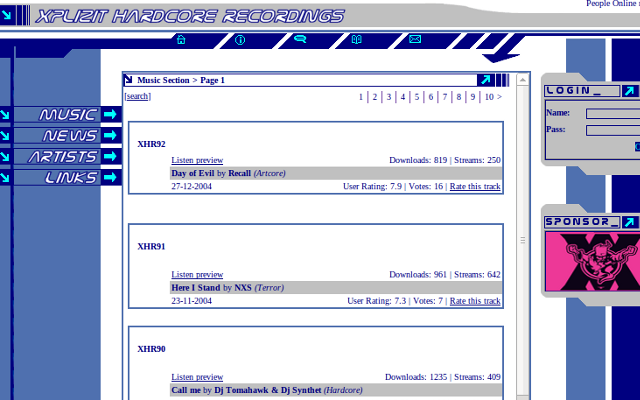 People Online
XPLIZIT HARDCORE RECORDINGS
Music Section > Page 1
[search]
1 | 2 | 3 | 4 | 5 | 6 | 7 | 8 | 9 | 10 >
MUSIC
NEWS
ARTISTS
LINKS
XHR92
Listen preview
Downloads: 819 | Streams: 250
Day of Evil by Recall (Artcore)
27-12-2004
User Rating: 7.9 | Votes: 16 | Rate this track
XHR91
Listen preview
Downloads: 961 | Streams: 642
Here I Stand by NXS (Terror)
23-11-2004
User Rating: 7.3 | Votes: 7 | Rate this track
XHR90
Listen preview
Downloads: 1235 | Streams: 409
Call me by Dj Tomahawk & Dj Synthet (Hardcore)
LOGIN_
Name:
Pass:
SPONSOR_